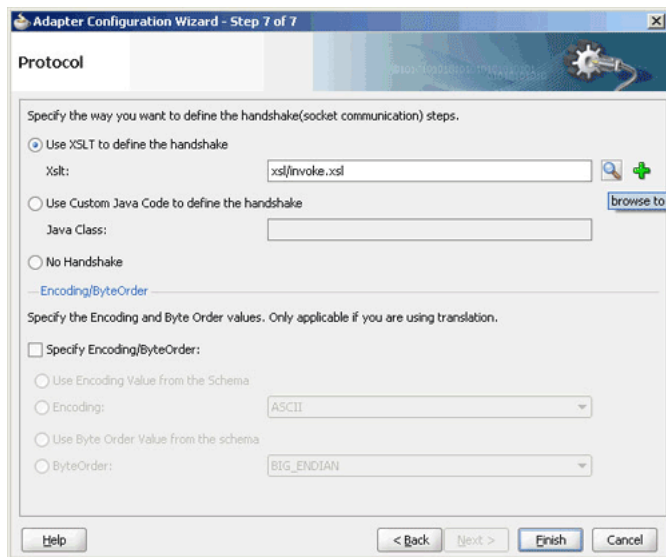 Adapter Configuration Wizard - Step 7 of 7
Protocol
Specify the way you want to define the handshake(socket communication) steps.
Use XSLT to define the handshake
Xslt: xsl/invoke.xsl
browse to
Use Custom Java Code to define the handshake
Java Class:
No Handshake
Encoding/ByteOrder
Specify the Encoding and Byte Order values. Only applicable if you are using translation.
Specify Encoding/ByteOrder:
Use Encoding Value from the Schema
Encoding: ASCII
Use Byte Order Value from the schema
ByteOrder: BIG_ENDIAN
Help < Back Next > Finish Cancel